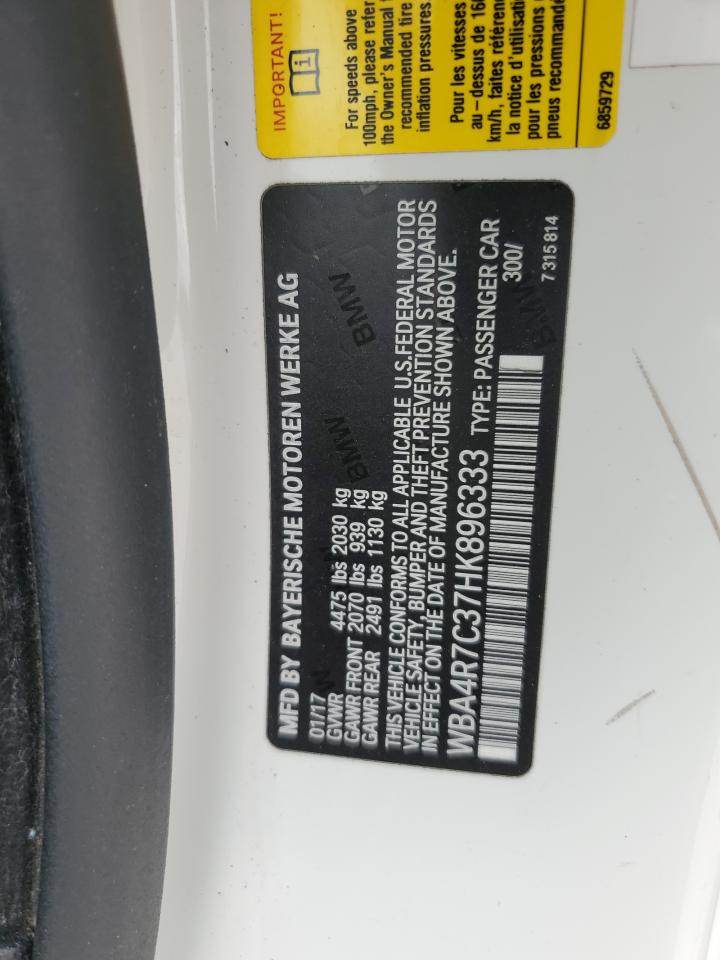 MFD BY BAYERISCHE MOTOREN WERKE AG
01/17
GVWR 4475 lbs 2030 kg
GAWR FRONT 2070 lbs 939 kg
GAWR REAR 2491 lbs 1130 kg
THIS VEHICLE CONFORMS TO ALL APPLICABLE U.S.FEDERAL MOTOR
VEHICLE SAFETY, BUMPER AND THEFT PREVENTION STANDARDS
IN EFFECT ON THE DATE OF MANUFACTURE SHOWN ABOVE.
WBA4R7C37HK896333 TYPE: PASSENGER CAR
300/
7 315 814
BMW
BMW
BMW
IMPORTANT!
For speeds above
100mph, please refer
the Owner's Manual
recommended tire
inflation pressures.
Pour les vitesses
au-dessus de
km/h, faites
la notice d'utilisation
pour les pressions
pneus
6859729